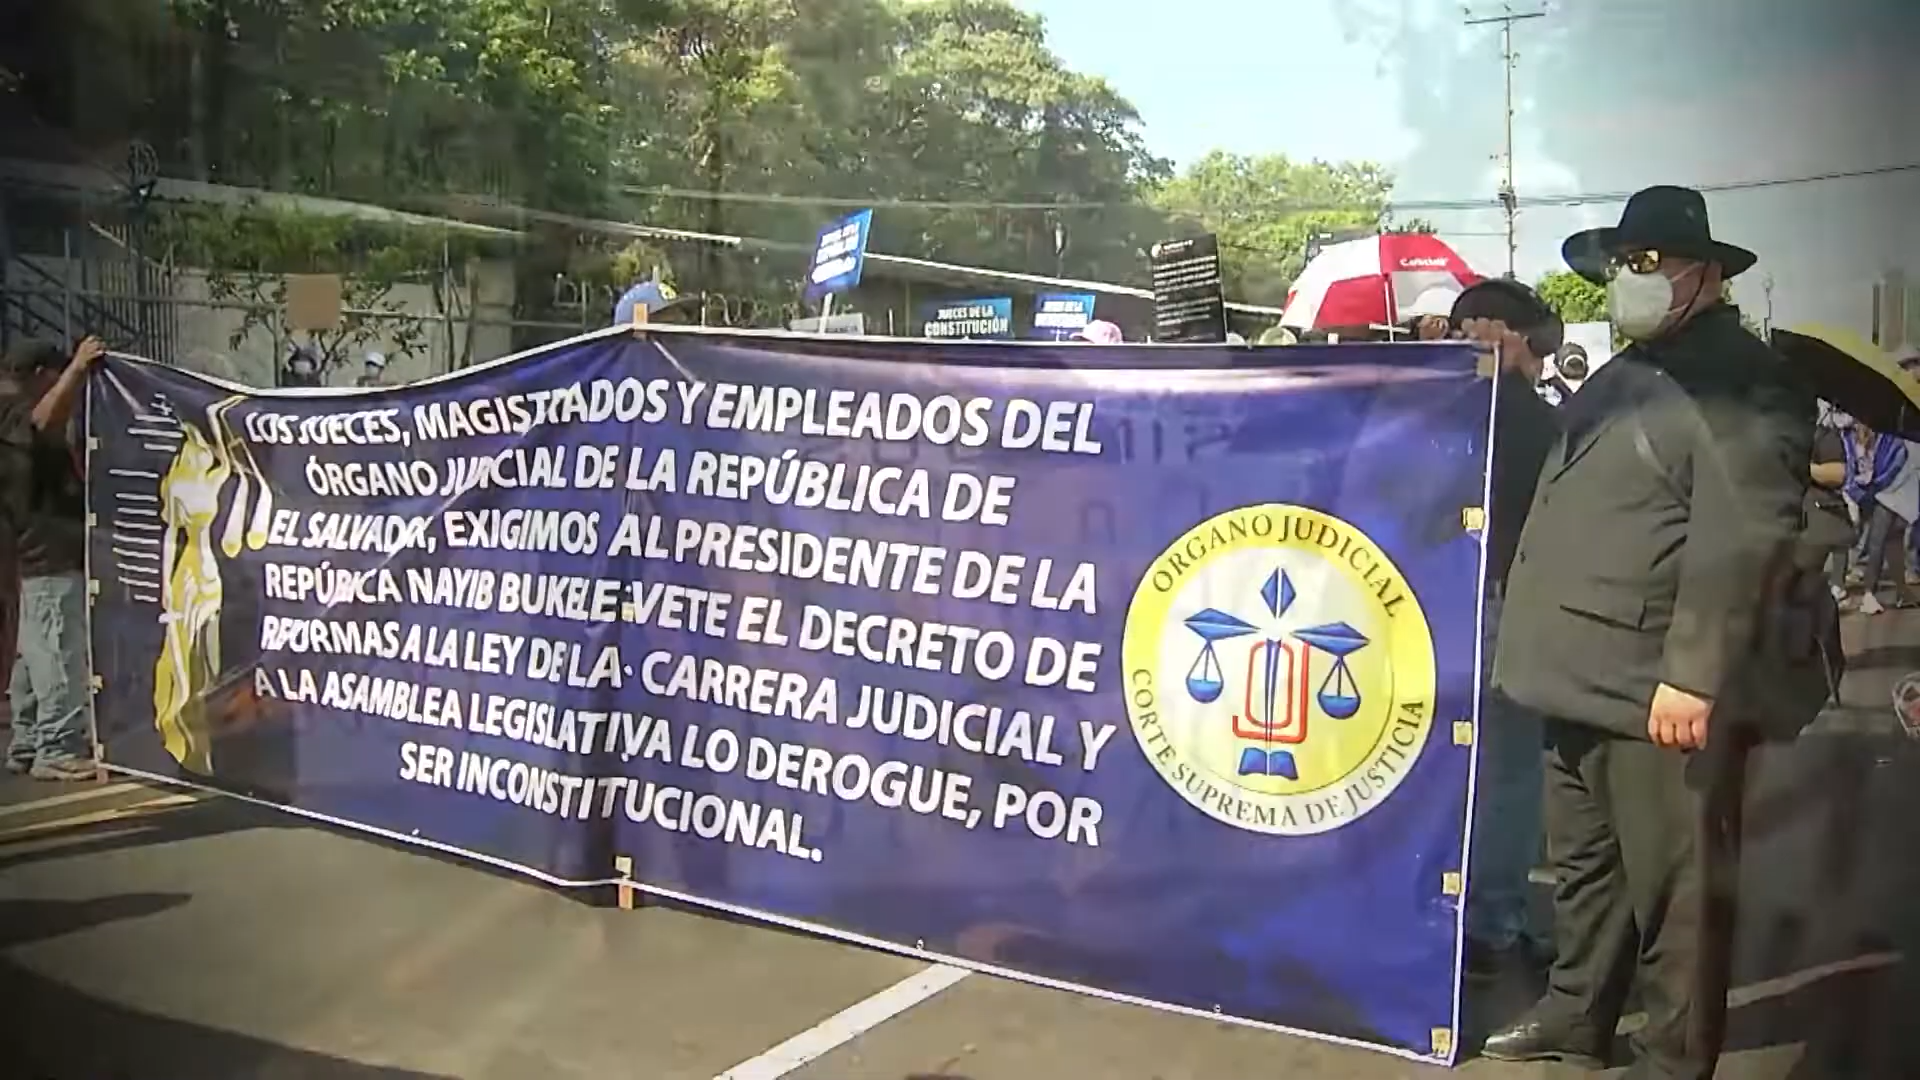 JUECES DE LA
CONSTITUCIÓN
LOS JUECES, MAGISTRADOS Y EMPLEADOS DEL
ÓRGANO JUDICIAL DE LA REPÚBLICA DE
EL SALVADOR, EXIGIMOS AL PRESIDENTE DE LA
REPÚBLICA NAYIB BUKELE: VETE EL DECRETO DE
REFORMAS A LA LEY DE LA CARRERA JUDICIAL Y
A LA ASAMBLEA LEGISLATIVA LO DEROGUE, POR
SER INCONSTITUCIONAL.
ORGANO JUDICIAL
CORTE SUPREMA DE JUSTICIA